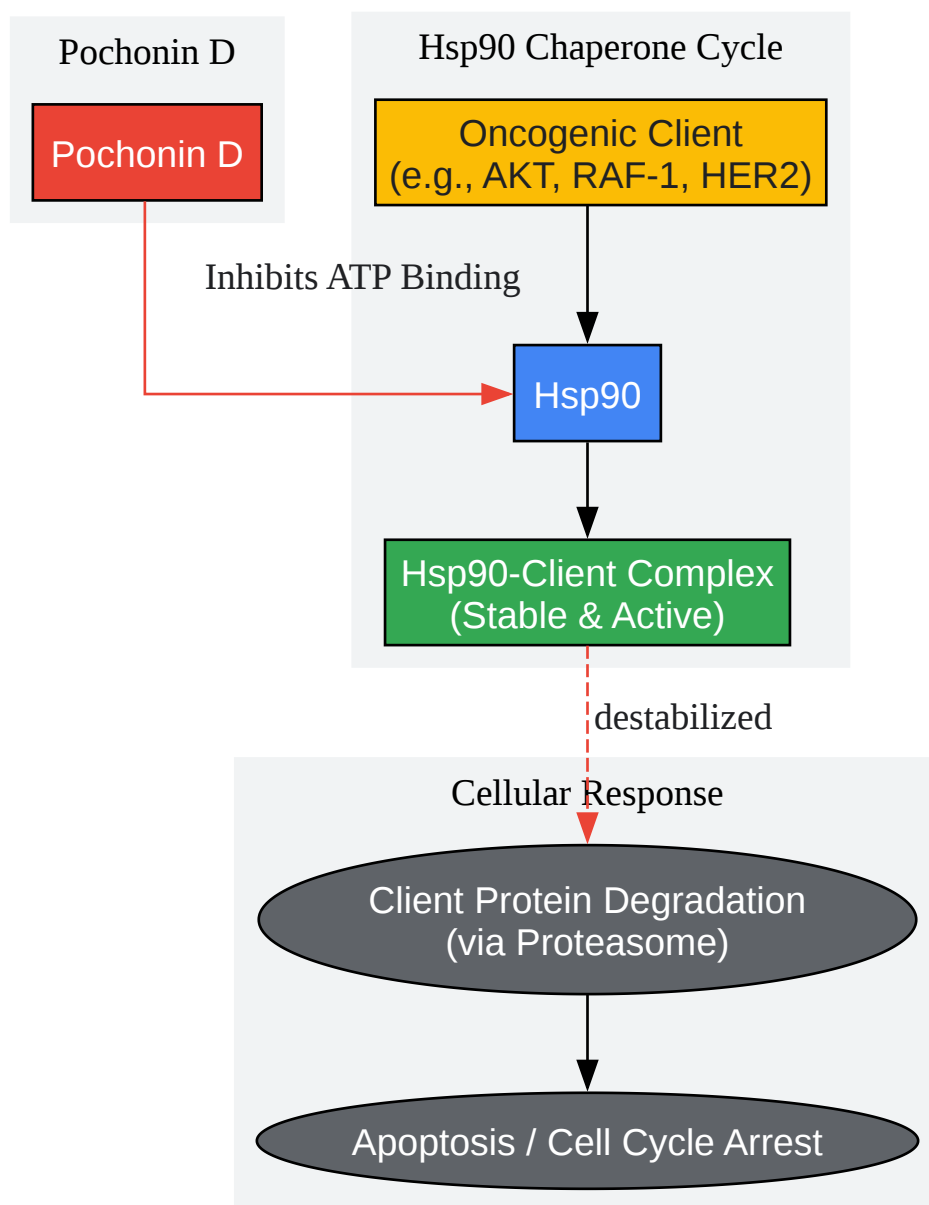 Pochonin D
Pochonin D
Hsp90 Chaperone Cycle
Oncogenic Client
(e.g., AKT, RAF-1, HER2)
Inhibits ATP Binding
Hsp90
Hsp90-Client Complex
(Stable & Active)
destabilized
Cellular Response
Client Protein Degradation
(via Proteasome)
Apoptosis / Cell Cycle Arrest